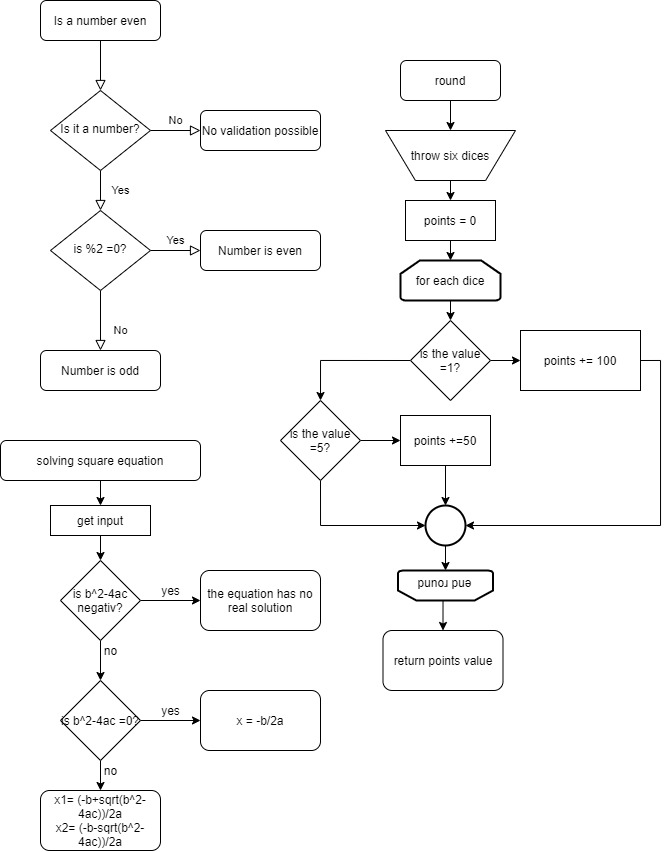 Is a number even
Is it a number?
No
No validation possible
Yes
is %2 =0?
Yes
Number is even
No
Number is odd
round
throw six dices
points = 0
for each dice
is the value
=1?
points += 100
is the value
=5?
points +=50
end round
return points value
solving square equation
get input
is b^2-4ac
negativ?
yes
the equation has no
real solution
no
is b^2-4ac =0?
yes
x = -b/2a
no
x1= (-b+sqrt(b^2-
4ac))/2a
x2= (-b-sqrt(b^2-
4ac))/2a